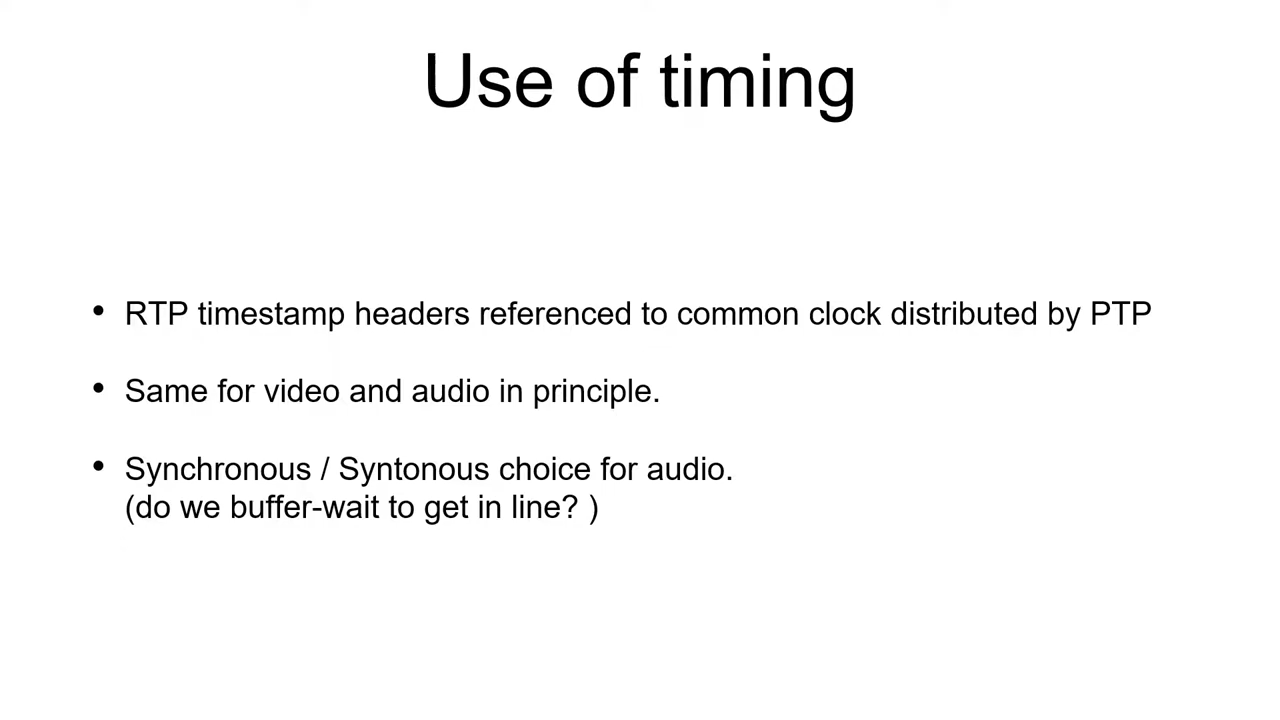 Use of timing
• RTP timestamp headers referenced to common clock distributed by PTP
• Same for video and audio in principle.
• Synchronous / Syntonous choice for audio.
(do we buffer-wait to get in line? )